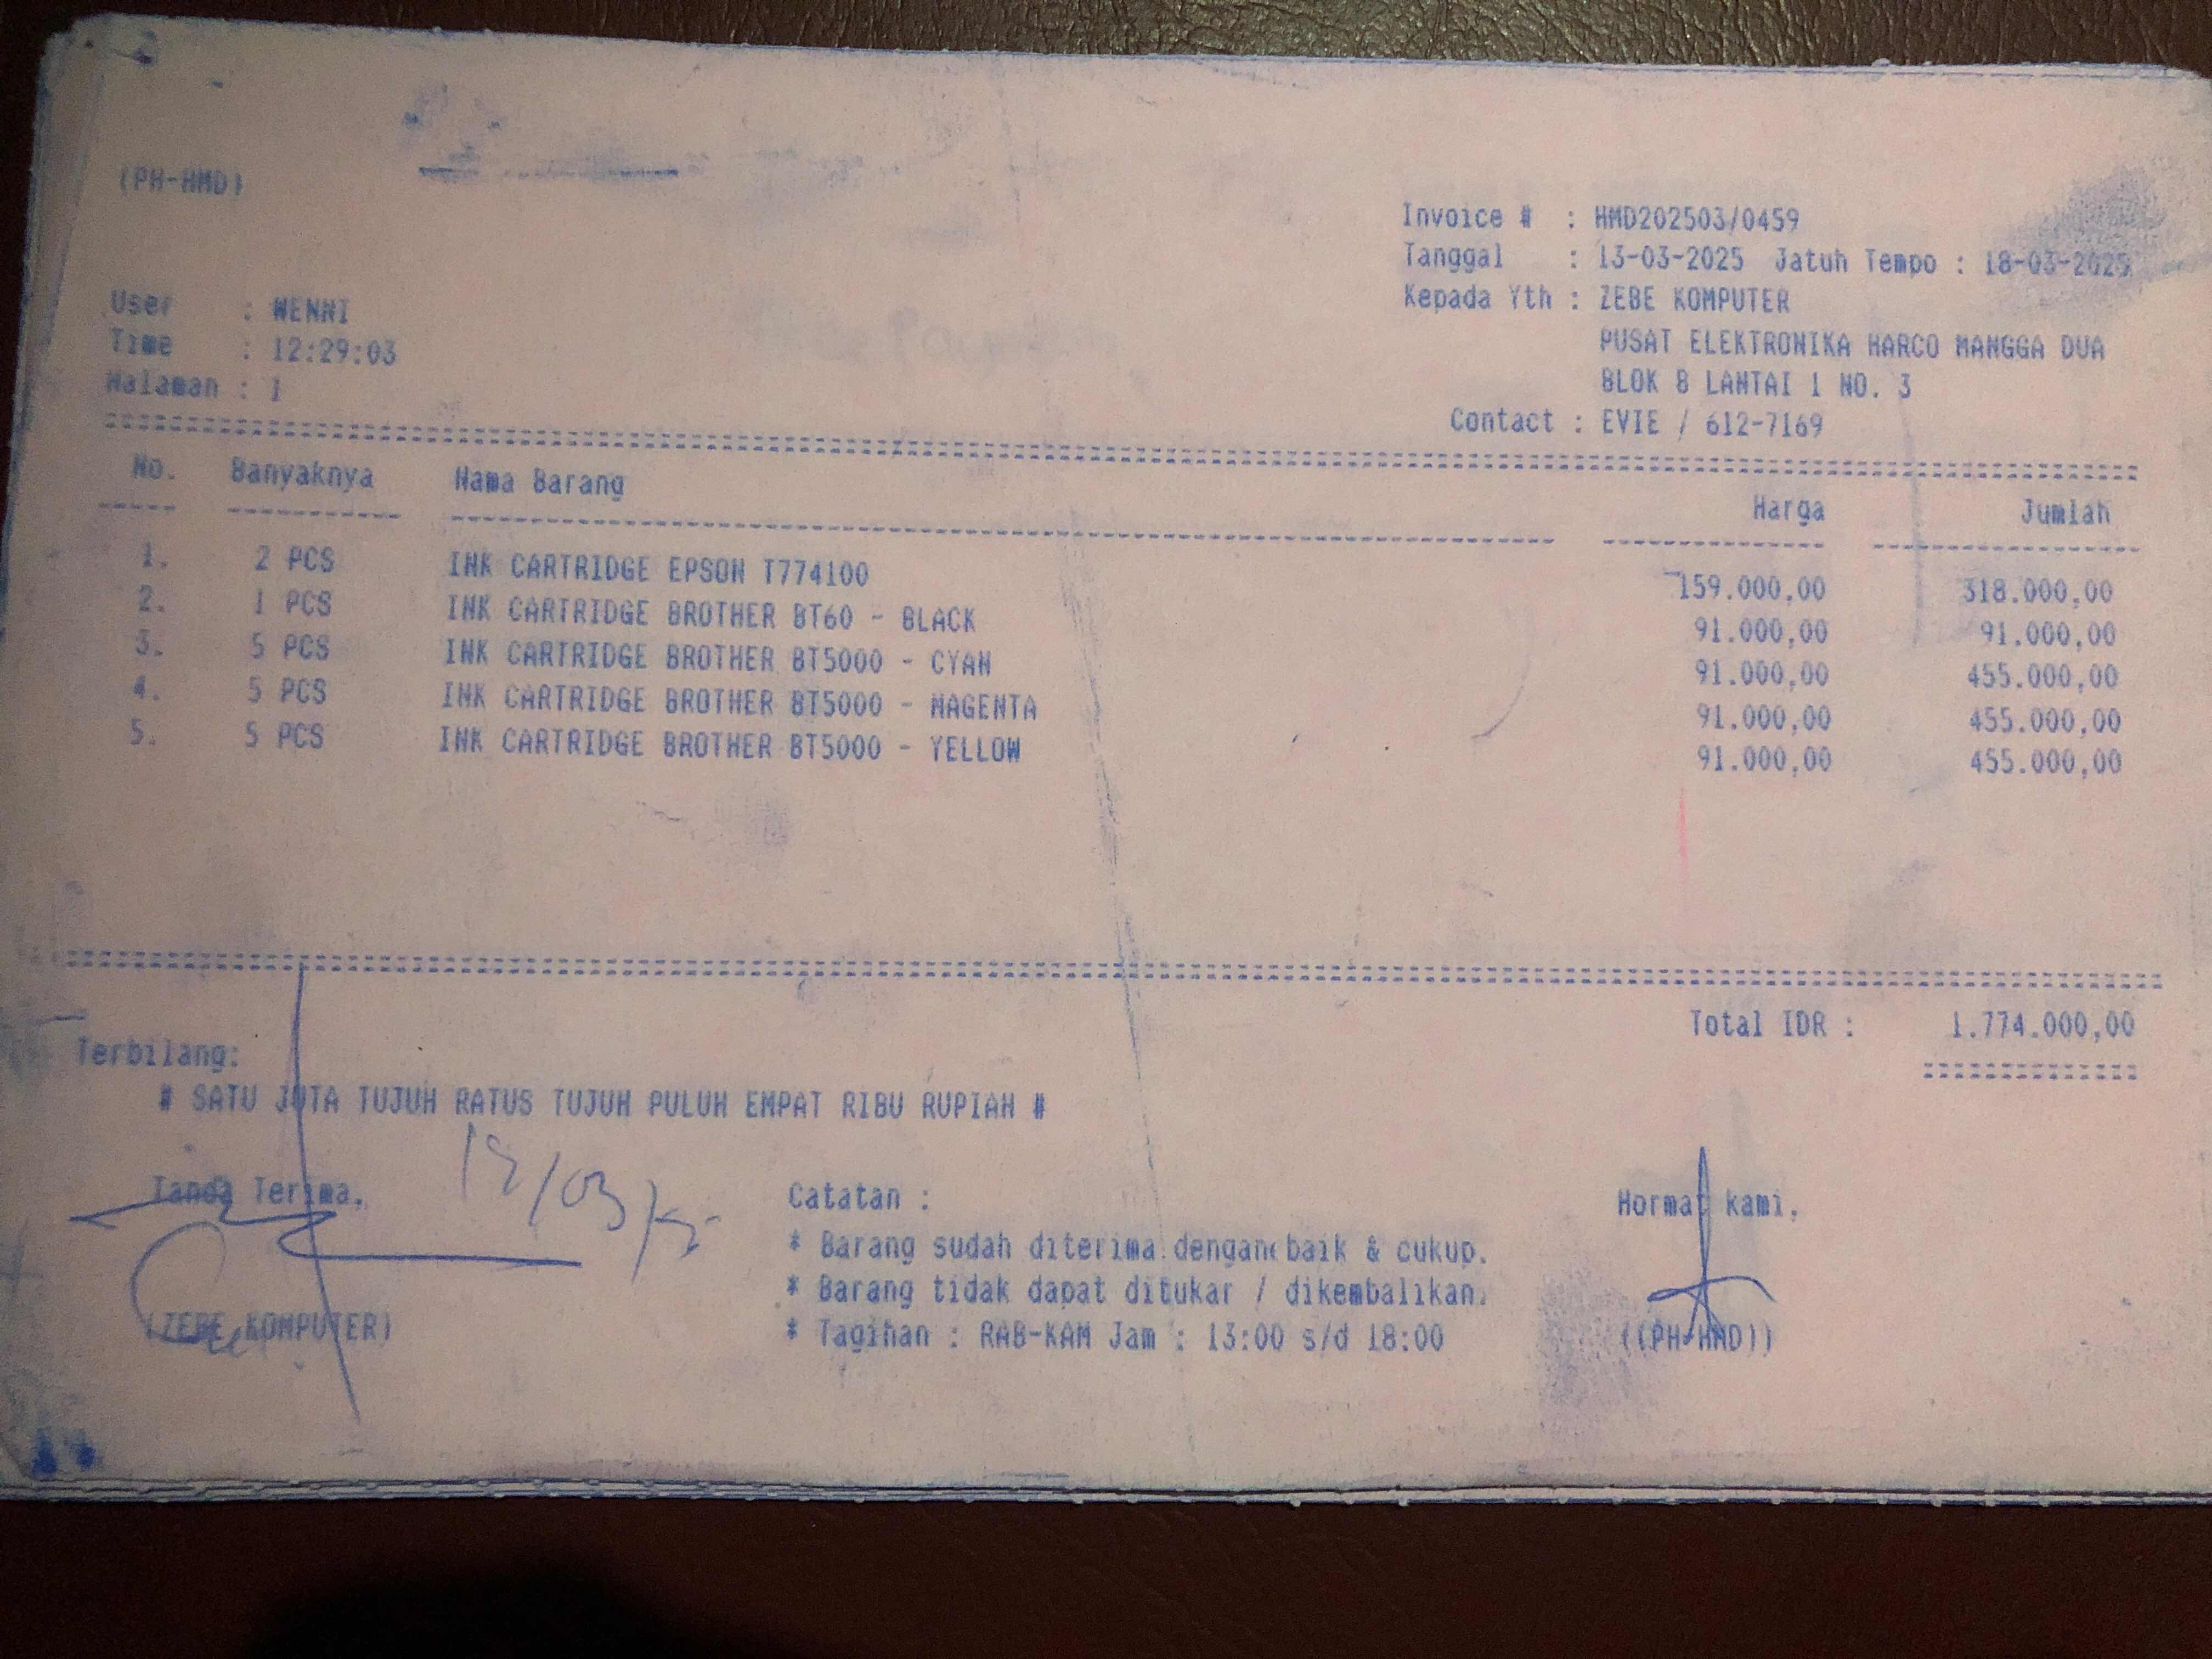 (PH-HMD)
Invoice # : HMD202503/0459
Tanggal : 13-03-2025 Jatuh Tempo : 18-03-2025
Kepada Yth : ZEBE KOMPUTER
PUSAT ELEKTRONIKA HARCO MANGGA DUA
BLOK B LANTAI 1 NO. 3
Contact : EVIE / 612-7169
User : WENNI
Time : 12:29:03
Halaman : 1
No. Banyaknya Nama Barang Harga Jumlah
1. 2 PCS INK CARTRIDGE EPSON T774100 159.000,00 318.000,00
2. 1 PCS INK CARTRIDGE BROTHER BT60 - BLACK 91.000,00 91.000,00
3. 5 PCS INK CARTRIDGE BROTHER BT5000 - CYAN 91.000,00 455.000,00
4. 5 PCS INK CARTRIDGE BROTHER BT5000 - MAGENTA 91.000,00 455.000,00
5. 5 PCS INK CARTRIDGE BROTHER BT5000 - YELLOW 91.000,00 455.000,00
Total IDR : 1.774.000,00
Terbilang:
# SATU JUTA TUJUH RATUS TUJUH PULUH EMPAT RIBU RUPIAH #
Tanda Terima,
(ZEBE KOMPUTER)
Catatan :
* Barang sudah diterima dengan baik & cukup.
* Barang tidak dapat ditukar / dikembalikan.
* Tagihan : RAB-KAM Jam : 13:00 s/d 18:00
Hormat kami,
((PH-HMD))